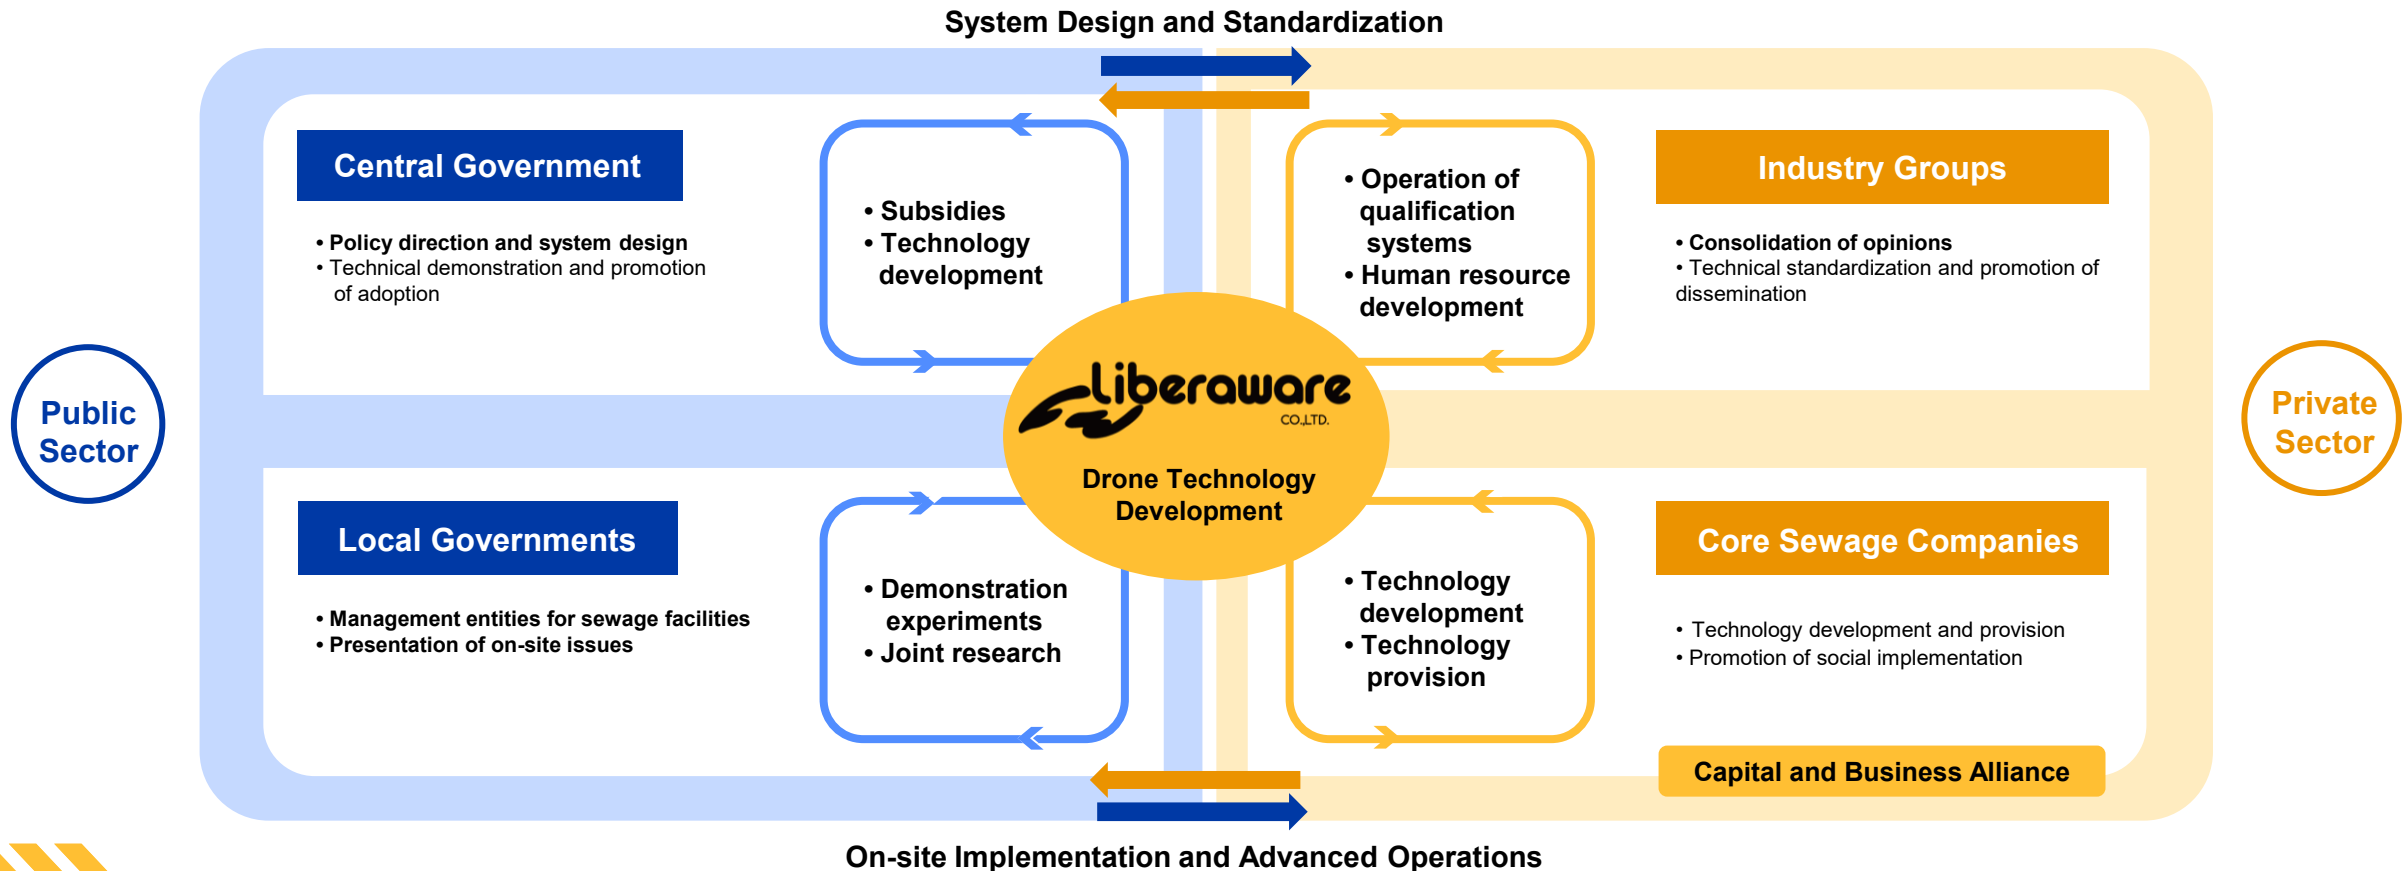 System Design and Standardization
Central Government
• Policy direction and system design
• Technical demonstration and promotion
of adoption
• Subsidies
• Technology
development
• Operation of
qualification
systems
• Human resource
development
Industry Groups
• Consolidation of opinions
• Technical standardization and promotion of
dissemination
Public
Sector
Liberaware
CO.,LTD.
Drone Technology
Development
Private
Sector
Local Governments
• Management entities for sewage facilities
• Presentation of on-site issues
• Demonstration
experiments
• Joint research
• Technology
development
• Technology
provision
Core Sewage Companies
• Technology development and provision
• Promotion of social implementation
Capital and Business Alliance
On-site Implementation and Advanced Operations